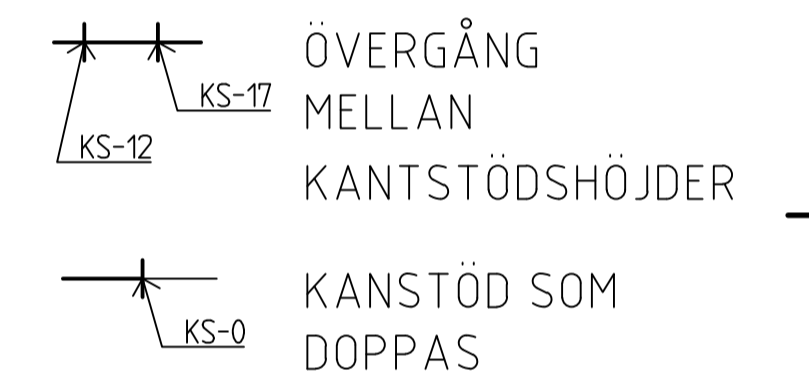 ÖVERGÅNG
KS-17
MELLAN
KS-12
KANTSTÖDSHÖJDER
KANSTÖD SOM
KS-0
DOPPAS